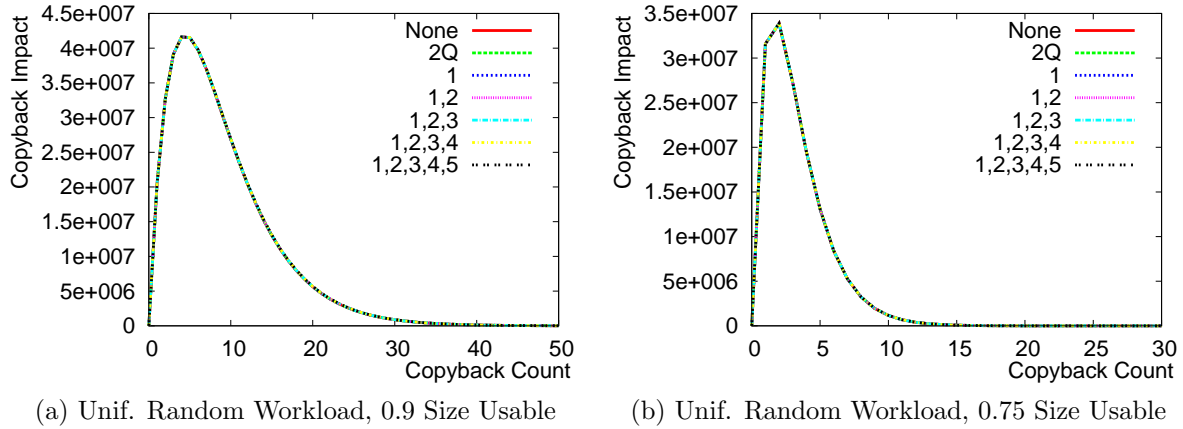 Copyback Impact
4.5e+007
4e+007
3.5e+007
3e+007
2.5e+007
2e+007
1.5e+007
1e+007
5e+006
0
None
2Q
1
1,2
1,2,3
1,2,3,4
1,2,3,4,5
0 10 20 30 40 50
Copyback Count
(a) Unif. Random Workload, 0.9 Size Usable
Copyback Impact
3.5e+007
3e+007
2.5e+007
2e+007
1.5e+007
1e+007
5e+006
0
None
2Q
1
1,2
1,2,3
1,2,3,4
1,2,3,4,5
0 5 10 15 20 25 30
Copyback Count
(b) Unif. Random Workload, 0.75 Size Usable